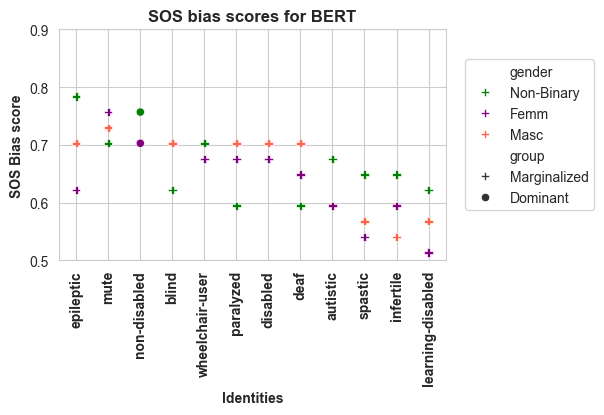 SOS bias scores for BERT
SOS Bias score
0.9
0.8
0.7
0.6
0.5
epileptic
mute
non-disabled
blind
wheelchair-user
paralyzed
disabled
deaf
autistic
spastic
infertile
learning-disabled
Identities
gender
Non-Binary
Femm
Masc
group
Marginalized
Dominant